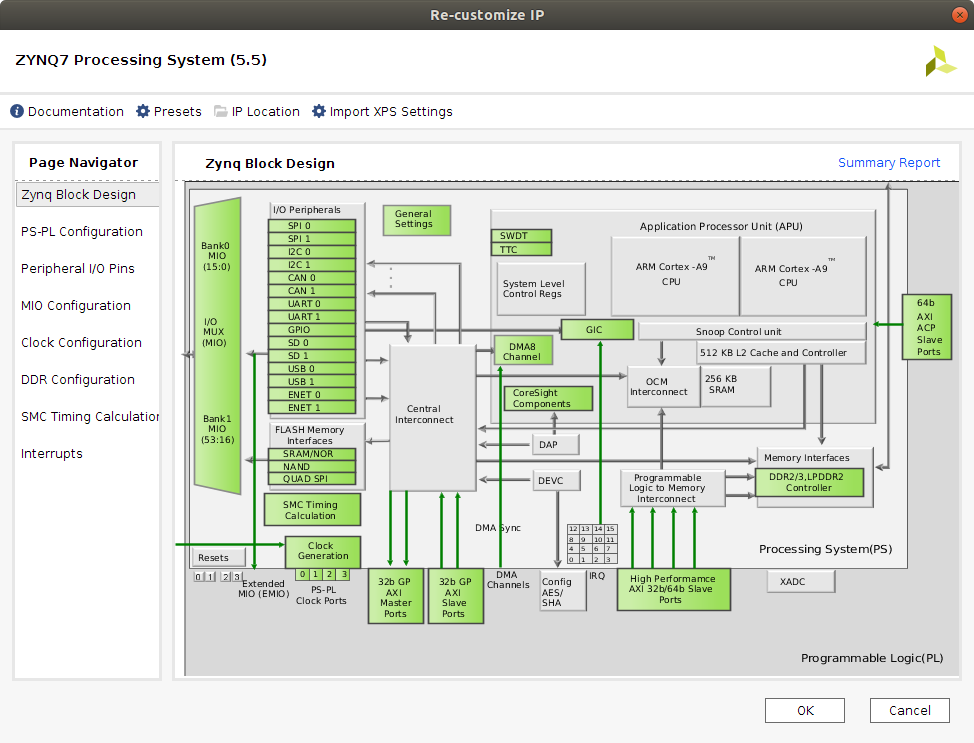 Re-customize IP
ZYNQ7 Processing System (5.5)
Documentation Presets IP Location Import XPS Settings
Page Navigator
Zynq Block Design
PS-PL Configuration
Peripheral I/O Pins
MIO Configuration
Clock Configuration
DDR Configuration
SMC Timing Calculation
Interrupts
Zynq Block Design
Summary Report
Bank0
MIO
(15:0)
I/O
MUX
(MIO)
Bank1
MIO
(53:16)
I/O Peripherals
SPI 0
SPI 1
I2C 0
I2C 1
CAN 0
CAN 1
UART 0
UART 1
GPIO
SD 0
SD 1
USB 0
USB 1
ENET 0
ENET 1
FLASH Memory
Interfaces
SRAM/NOR
NAND
QUAD SPI
SMC Timing
Calculation
General
Settings
Central
Interconnect
Application Processor Unit (APU)
SWDT
TTC
System Level
Control Regs
ARM Cortex -A9™
CPU
ARM Cortex -A9™
CPU
GIC
Snoop Control unit
512 KB L2 Cache and Controller
DMA8
Channel
CoreSight
Components
OCM
Interconnect
256 KB
SRAM
64b
AXI
ACP
Slave
Ports
DAP
DEVC
Programmable
Logic to Memory
Interconnect
Memory Interfaces
DDR2/3,LPDDR2
Controller
DMA Sync
12 13 14 15
8 9 10 11
4 5 6 7
0 1 2 3
Processing System(PS)
Resets
0 1 2 3
Clock
Generation
0 1 2 3
Extended
MIO (EMIO)
PS-PL
Clock Ports
32b GP
AXI
Master
Ports
32b GP
AXI
Slave
Ports
DMA
Channels
Config
AES/
SHA
IRQ
High Performance
AXI 32b/64b Slave
Ports
XADC
Programmable Logic(PL)
OK
Cancel